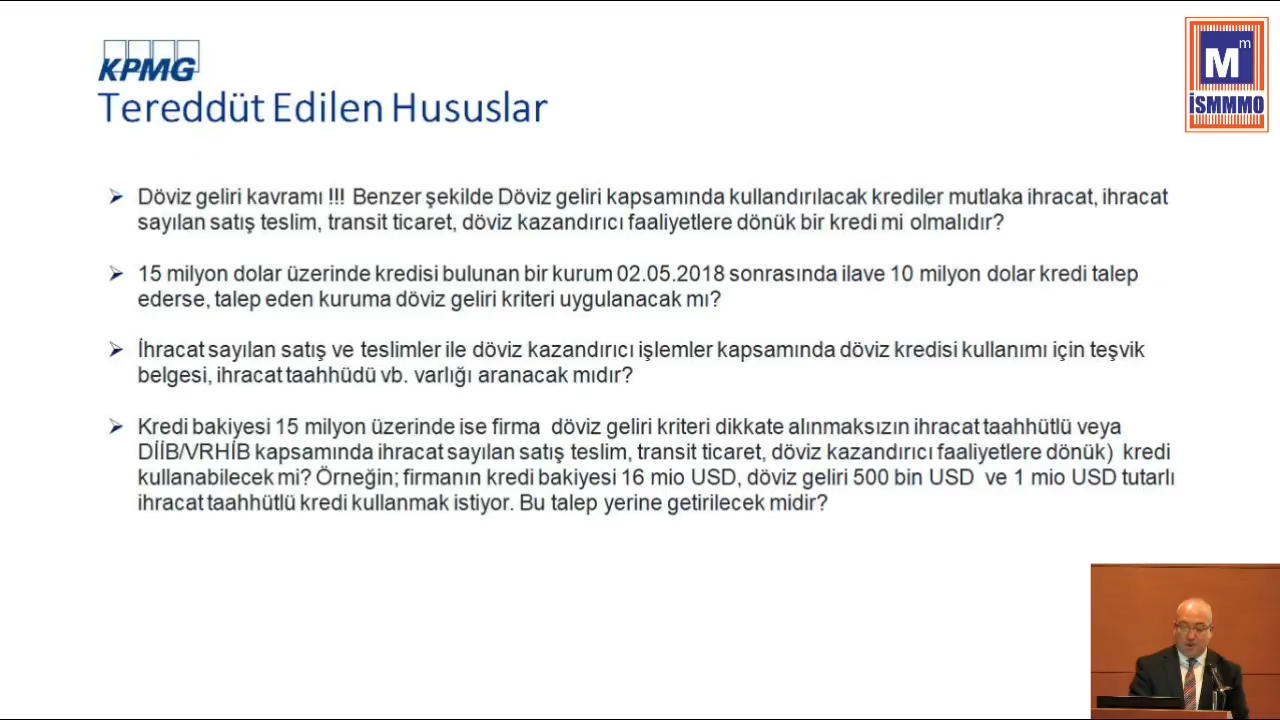 KPMG
Tereddüt Edilen Hususlar
M m
İSMMMO
➢ Döviz geliri kavramı !!! Benzer şekilde Döviz geliri kapsamında kullandırılacak krediler mutlaka ihracat, ihracat
sayılan satış teslim, transit ticaret, döviz kazandırıcı faaliyetlere dönük bir kredi mi olmalıdır?
➢ 15 milyon dolar üzerinde kredisi bulunan bir kurum 02.05.2018 sonrasında ilave 10 milyon dolar kredi talep
ederse, talep eden kuruma döviz geliri kriteri uygulanacak mı?
➢ İhracat sayılan satış ve teslimler ile döviz kazandırıcı işlemler kapsamında döviz kredisi kullanımı için teşvik
belgesi, ihracat taahhüdü vb. varlığı aranacak mıdır?
➢ Kredi bakiyesi 15 milyon üzerinde ise firma döviz geliri kriteri dikkate alınmaksızın ihracat taahhütlü veya
DİİB/VRHİB kapsamında ihracat sayılan satış teslim, transit ticaret, döviz kazandırıcı faaliyetlere dönük) kredi
kullanabilecek mi? Örneğin; firmanın kredi bakiyesi 16 mio USD, döviz geliri 500 bin USD ve 1 mio USD tutarlı
ihracat taahhütlü kredi kullanmak istiyor. Bu talep yerine getirilecek midir?